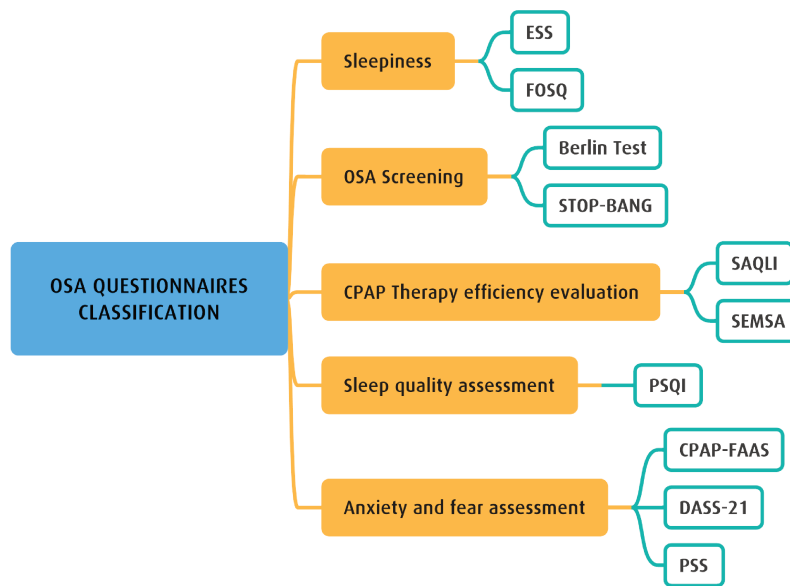 OSA QUESTIONNAIRES
CLASSIFICATION
Sleepiness
ESS
FOSQ
OSA Screening
Berlin Test
STOP-BANG
CPAP Therapy efficiency evaluation
SAQLI
SEMSA
Sleep quality assessment
PSQI
Anxiety and fear assessment
CPAP-FAAS
DASS-21
PSS